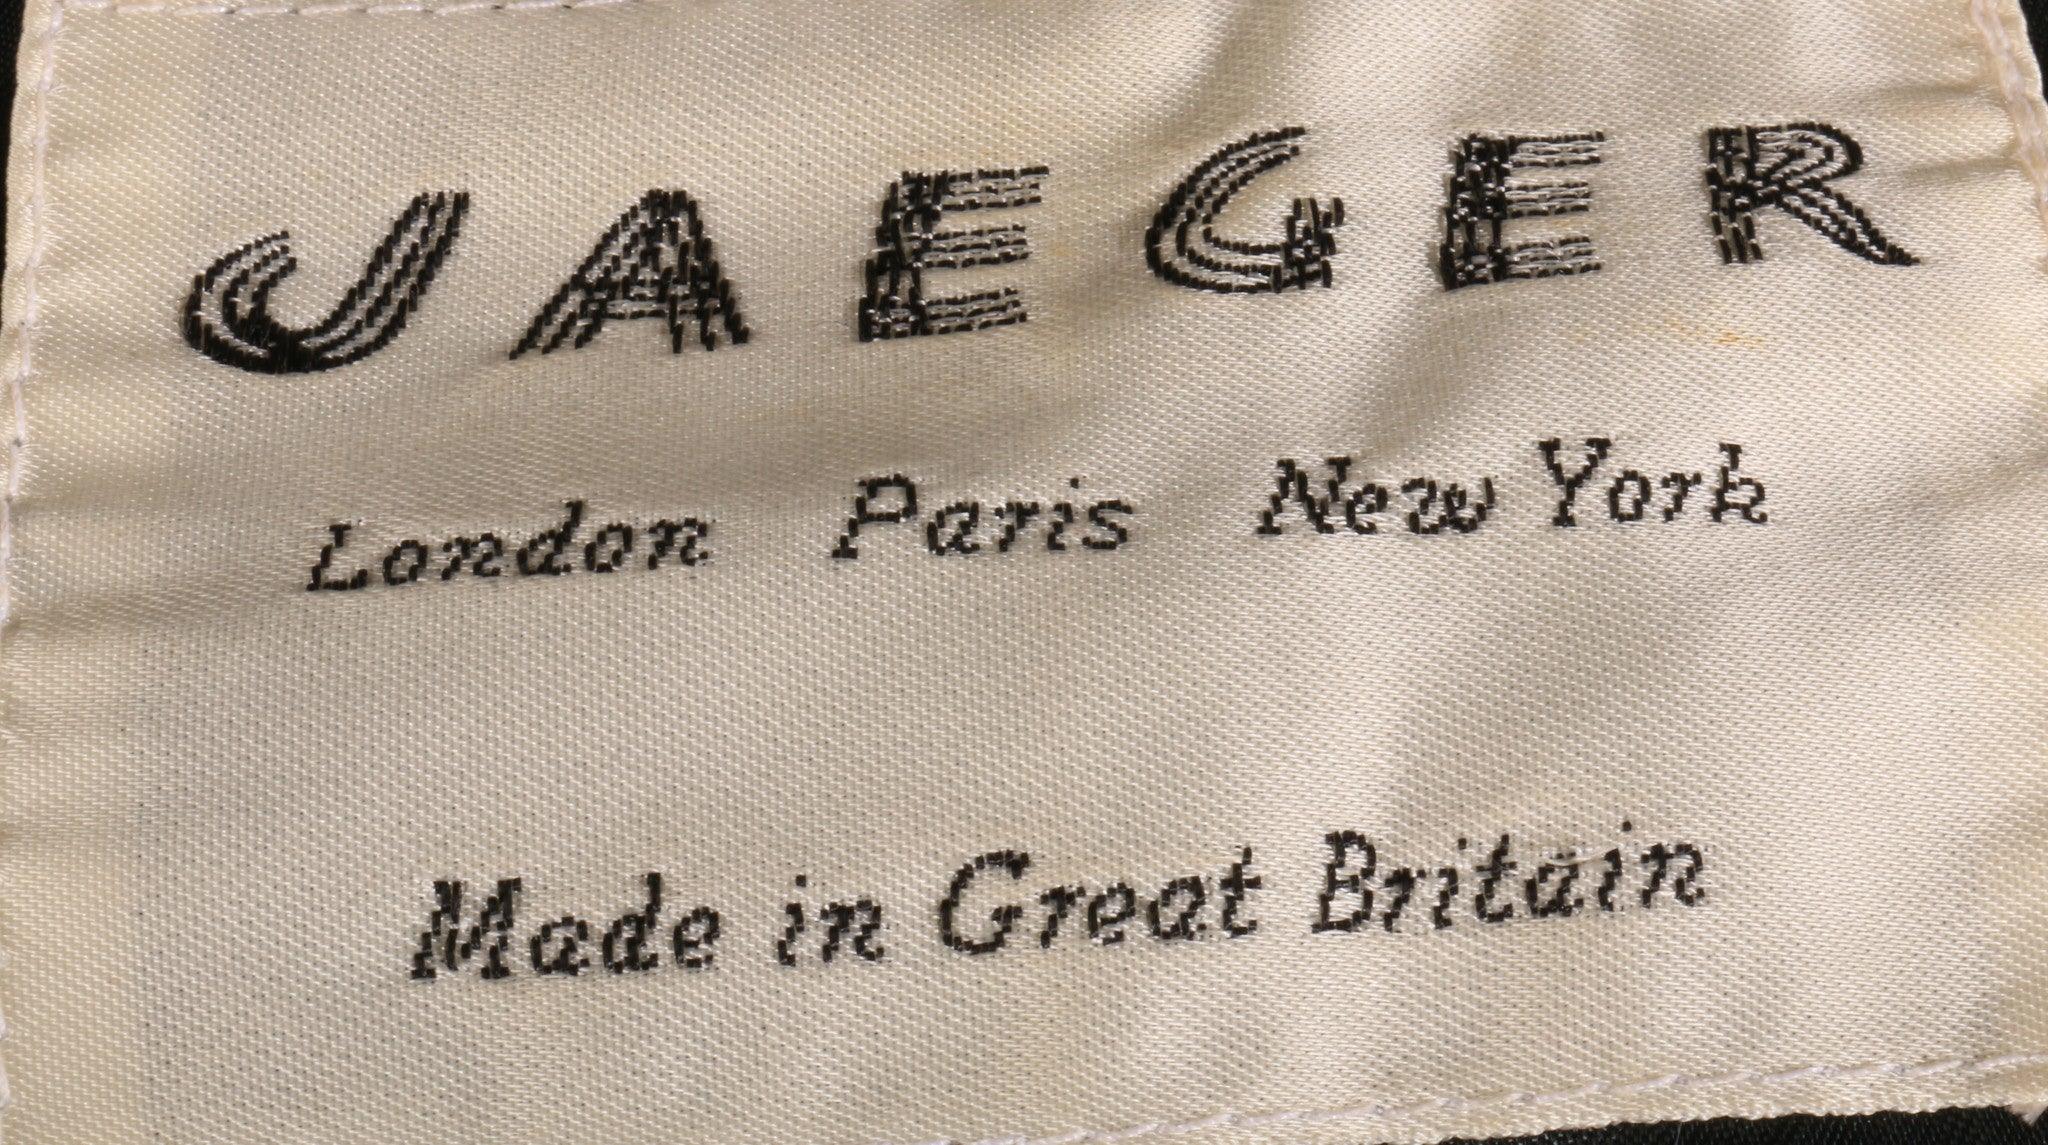 JAEGER
London Paris New York
Made in Great Britain